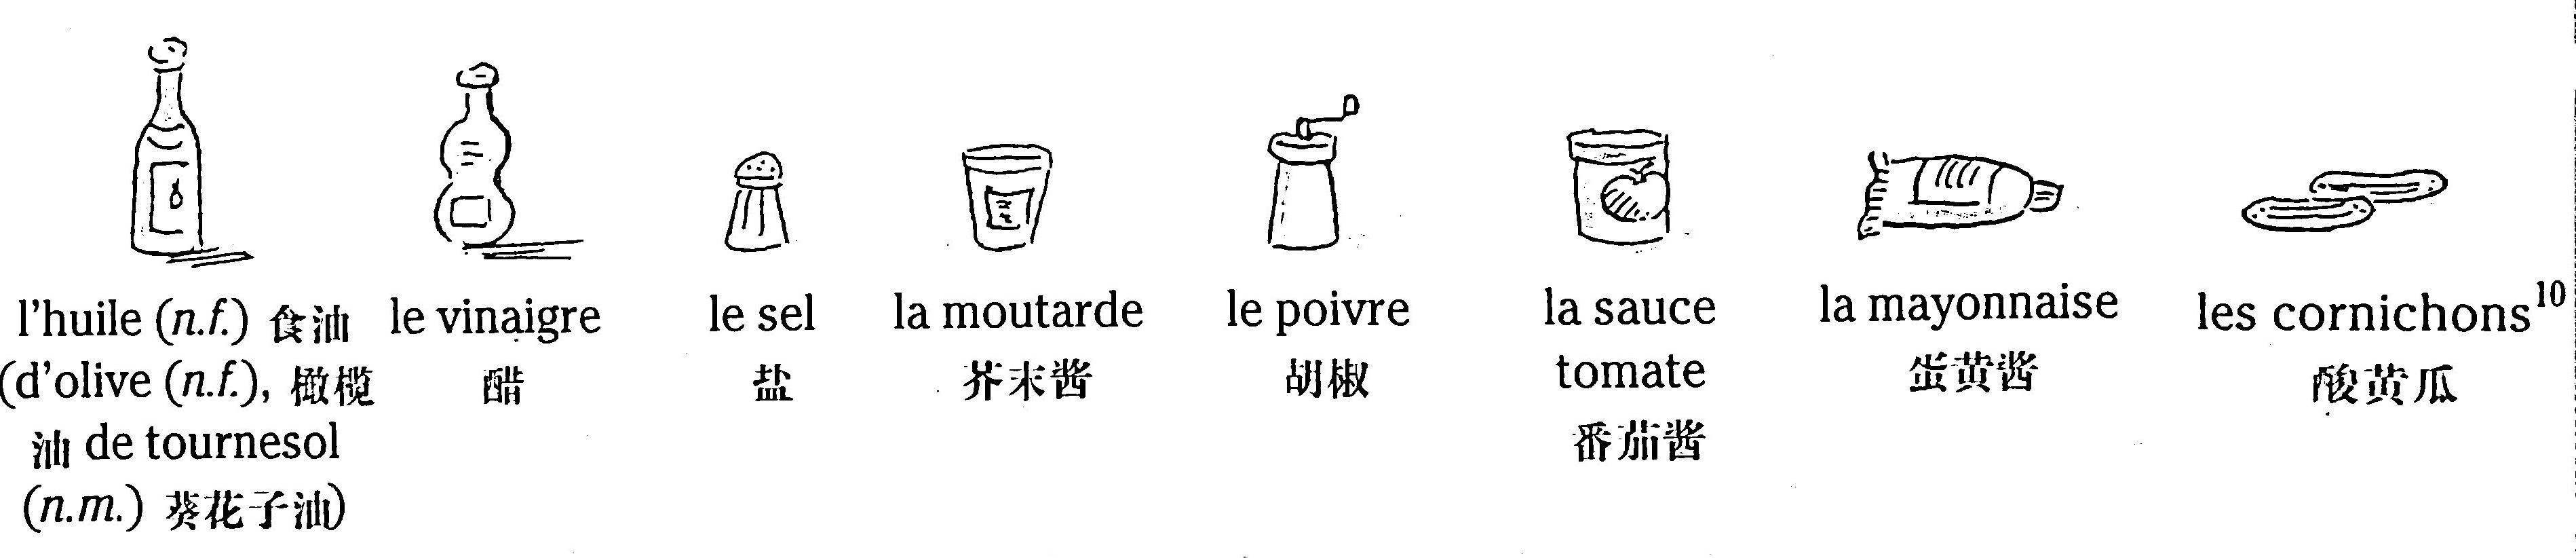 l'huile (n.f.) 食油
(d'olive (n.f.), 橄榄
油 de tournesol
(n.m.) 葵花子油)
le vinaigre
醋
le sel
盐
la moutarde
芥末酱
le poivre
胡椒
la sauce
tomate
番茄酱
la mayonnaise
蛋黄酱
les cornichons10
酸黄瓜